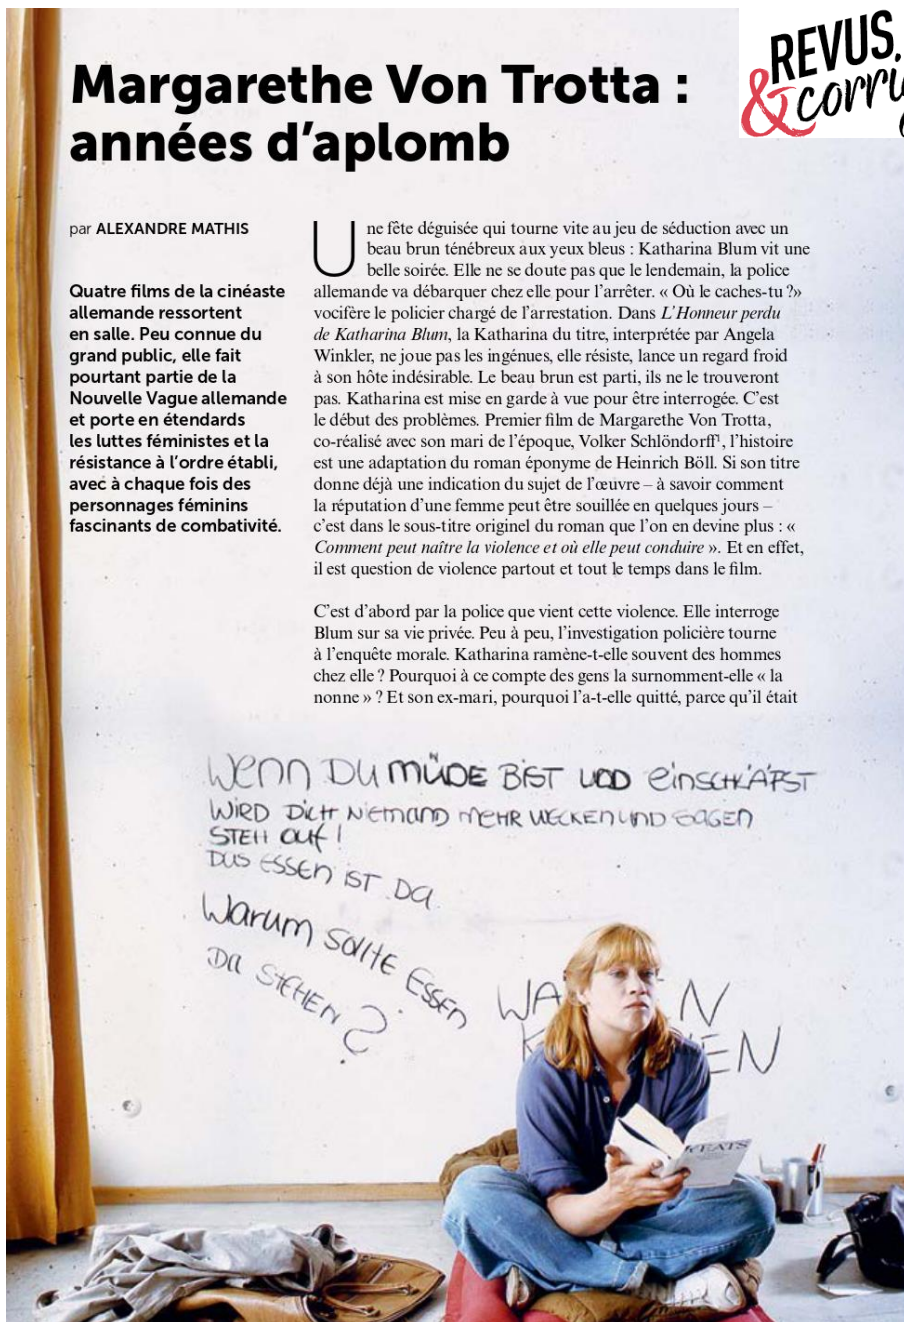 REVUS,
& corri
Margarethe Von Trotta :
années d’aplomb
par ALEXANDRE MATHIS
Quatre films de la cinéaste
allemande ressortent
en salle. Peu connue du
grand public, elle fait
pourtant partie de la
Nouvelle Vague allemande
et porte en étendards
les luttes féministes et la
résistance à l’ordre établi,
avec à chaque fois des
personnages féminins
fascinants de combativité.
Une fête déguisée qui tourne vite au jeu de séduction avec un
beau brun ténébreux aux yeux bleus : Katharina Blum vit une
belle soirée. Elle ne se doute pas que le lendemain, la police
allemande va débarquer chez elle pour l’arrêter. « Où le caches-tu ?»
vocifère le policier chargé de l’arrestation. Dans L’Honneur perdu
de Katharina Blum, la Katharina du titre, interprétée par Angela
Winkler, ne joue pas les ingénues, elle résiste, lance un regard froid
à son hôte indésirable. Le beau brun est parti, ils ne le trouveront
pas. Katharina est mise en garde à vue pour être interrogée. C’est
le début des problèmes. Premier film de Margarethe Von Trotta,
co-réalisé avec son mari de l’époque, Volker Schlöndorff¹, l’histoire
est une adaptation du roman éponyme de Heinrich Böll. Si son titre
donne déjà une indication du sujet de l’œuvre – à savoir comment
la réputation d’une femme peut être souillée en quelques jours –
c’est dans le sous-titre originel du roman que l’on en devine plus : «
Comment peut naître la violence et où elle peut conduire ». Et en effet,
il est question de violence partout et tout le temps dans le film.
C’est d’abord par la police que vient cette violence. Elle interroge
Blum sur sa vie privée. Peu à peu, l’investigation policière tourne
à l’enquête morale. Katharina ramène-t-elle souvent des hommes
chez elle ? Pourquoi à ce compte des gens la surnomment-elle « la
nonne » ? Et son ex-mari, pourquoi l’a-t-elle quitté, parce qu’il était
Wenn DU MÜDE BIST UND EinSCHLÄFST
WIRD DICH NIEMAND MEHR WECKEN UND SAGEN
STEH auf!
DAS ESSEN IST DA
Warum sollte ESSEN
DA STEHEN?
KEATS